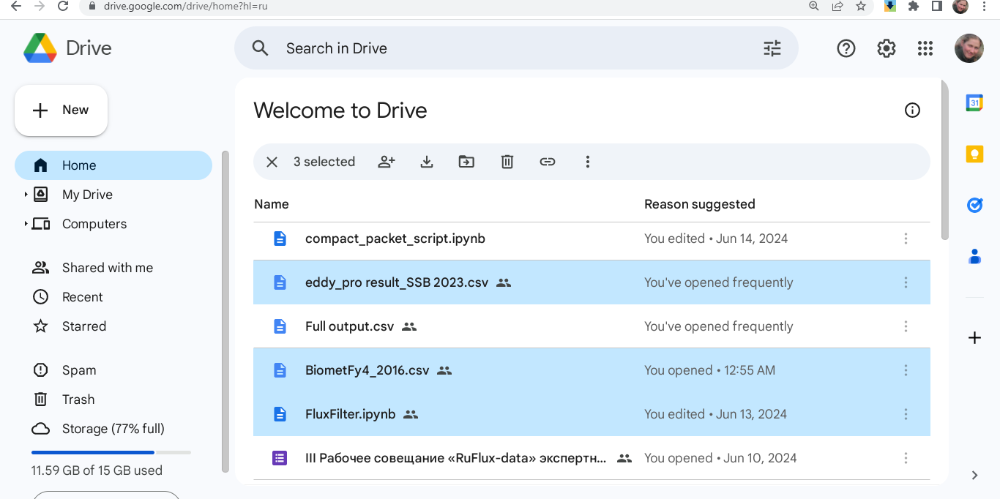 drive.google.com/drive/home?hl=ru
Drive
Search in Drive
New
Welcome to Drive
31
Home
My Drive
Computers
Shared with me
Recent
Starred
Spam
Trash
Storage (77% full)
11.59 GB of 15 GB used
3 selected
Name Reason suggested
compact_packet_script.ipynb You edited • Jun 14, 2024
eddy_pro result_SSB 2023.csv You've opened frequently
Full output.csv You've opened frequently
BiometFy4_2016.csv You opened • 12:55 AM
FluxFilter.ipynb You edited • Jun 13, 2024
III Рабочее совещание «RuFlux-data» экспертн... You opened • Jun 10, 2024